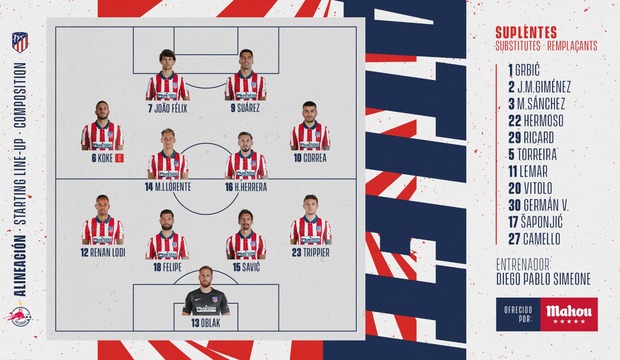 ALINEACIÓN · STARTING LINE-UP · COMPOSITION
7 JOÃO FÉLIX
9 SUÁREZ
6 KOKE C
10 CORREA
14 M.LLORENTE
16 H.HERRERA
12 RENAN LODI
18 FELIPE
15 SAVIĆ
23 TRIPPIER
13 OBLAK
ATLETI
SUPLENTES
SUBSTITUTES · REMPLAÇANTS
1 GRBIĆ
2 J.M.GIMÉNEZ
3 M.SÁNCHEZ
22 HERMOSO
29 RICARD
5 TORREIRA
11 LEMAR
20 VITOLO
30 GERMÁN V.
17 ŠAPONJIĆ
27 CAMELLO
ENTRENADOR:
DIEGO PABLO SIMEONE
OFRECIDO
POR:
Mahou